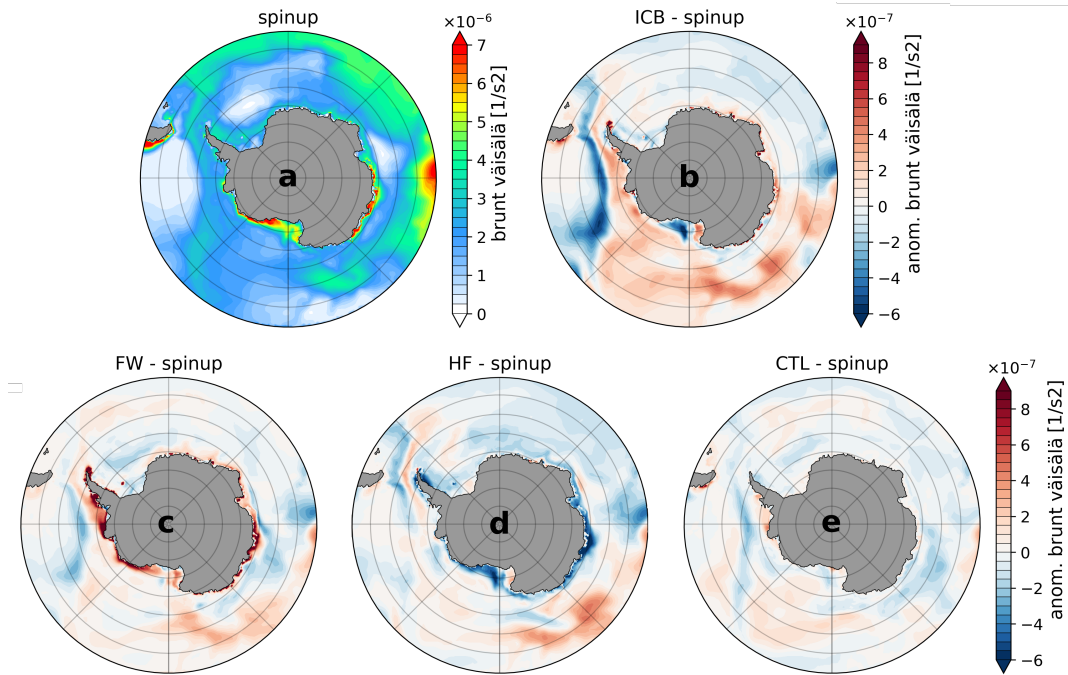 spinup
×10⁻⁶
7
6
5
4
3
2
1
0
brunt väisälä [1/s2]
a
ICB - spinup
×10⁻⁷
8
6
4
2
0
−2
−4
−6
anom. brunt väisälä [1/s2]
b
FW - spinup
c
HF - spinup
d
CTL - spinup
e
×10⁻⁷
8
6
4
2
0
−2
−4
−6
anom. brunt väisälä [1/s2]